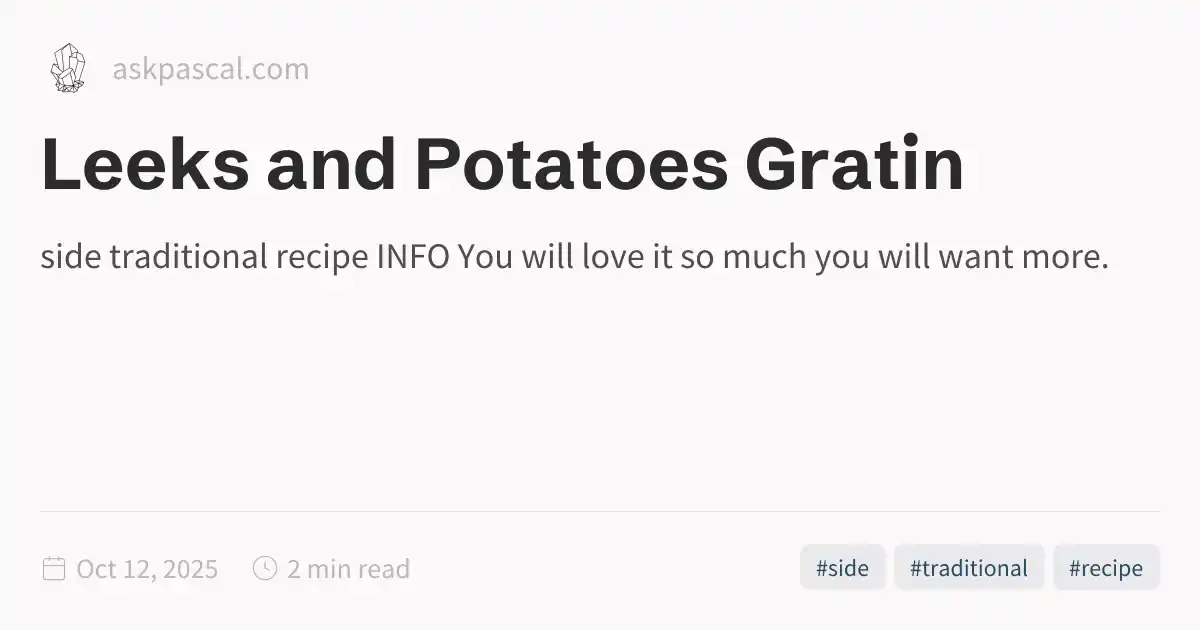 askpascal.com
Leeks and Potatoes Gratin
side traditional recipe INFO You will love it so much you will want more.
Oct 12, 2025 2 min read #side #traditional #recipe